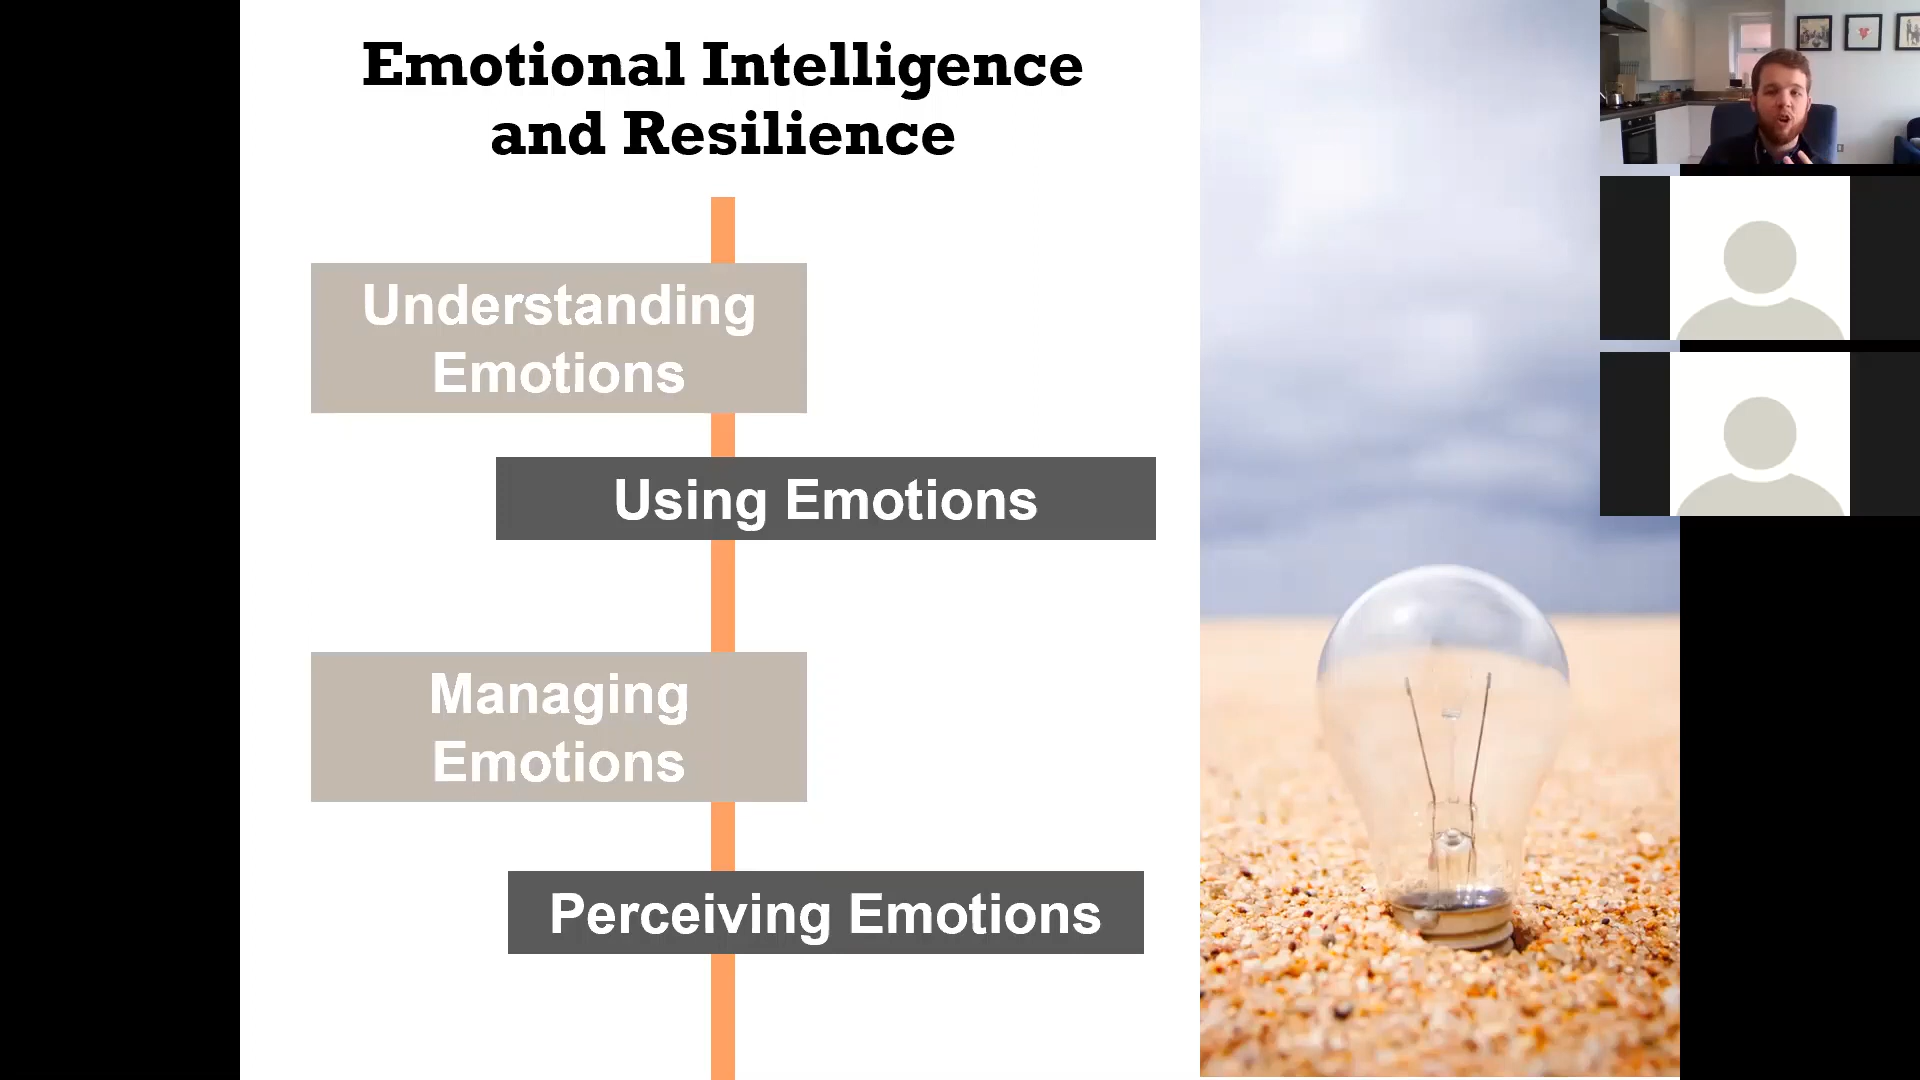 Emotional Intelligence
and Resilience
Understanding
Emotions
Using Emotions
Managing
Emotions
Perceiving Emotions